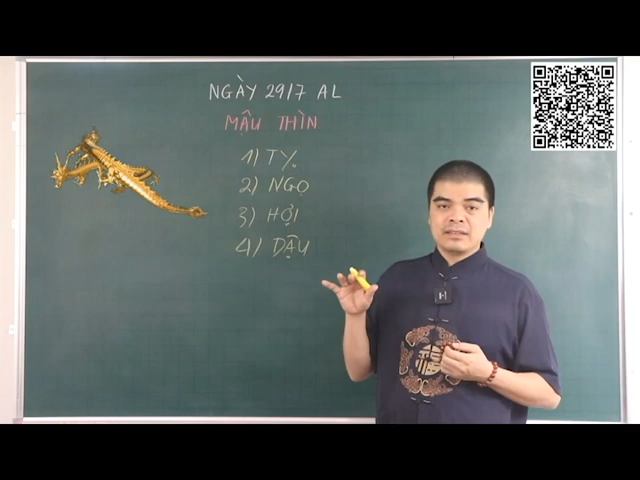 NGÀY 29/7 AL
MẬU THÌN
1) TỴ
2) NGỌ
3) HỢI
4) DẬU